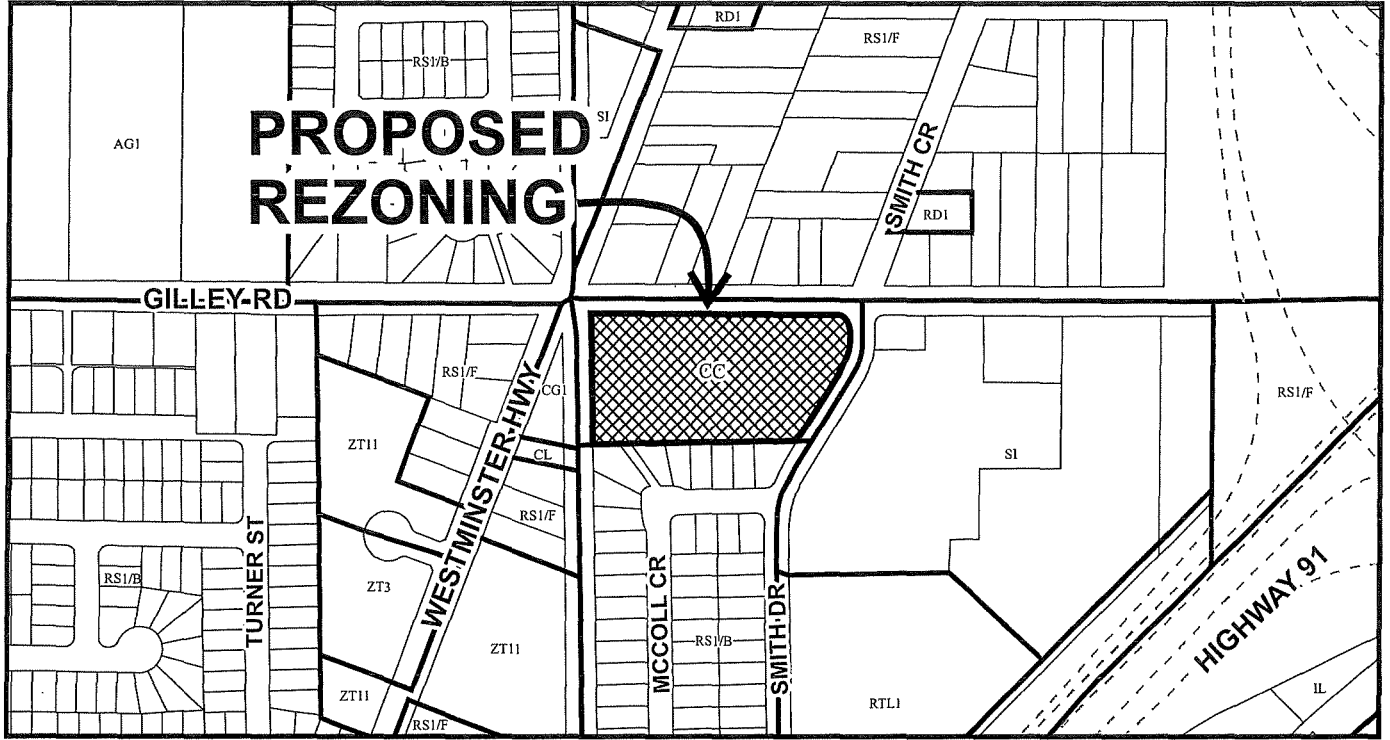 RD1
RS1/F
RS1/B
SI
AG1
PROPOSED
REZONING
SMITH CR
RD1
GILLEY RD
RS1/F
CG1
CC
RS1/F
ZT11
CL
SI
WESTMINSTER HWY
RS1/F
TURNER ST
RS1/B
ZT3
MCCOLL CR
RS1/B
SMITH DR
HIGHWAY 91
ZT11
ZT11
RS1/F
RTL1
IL